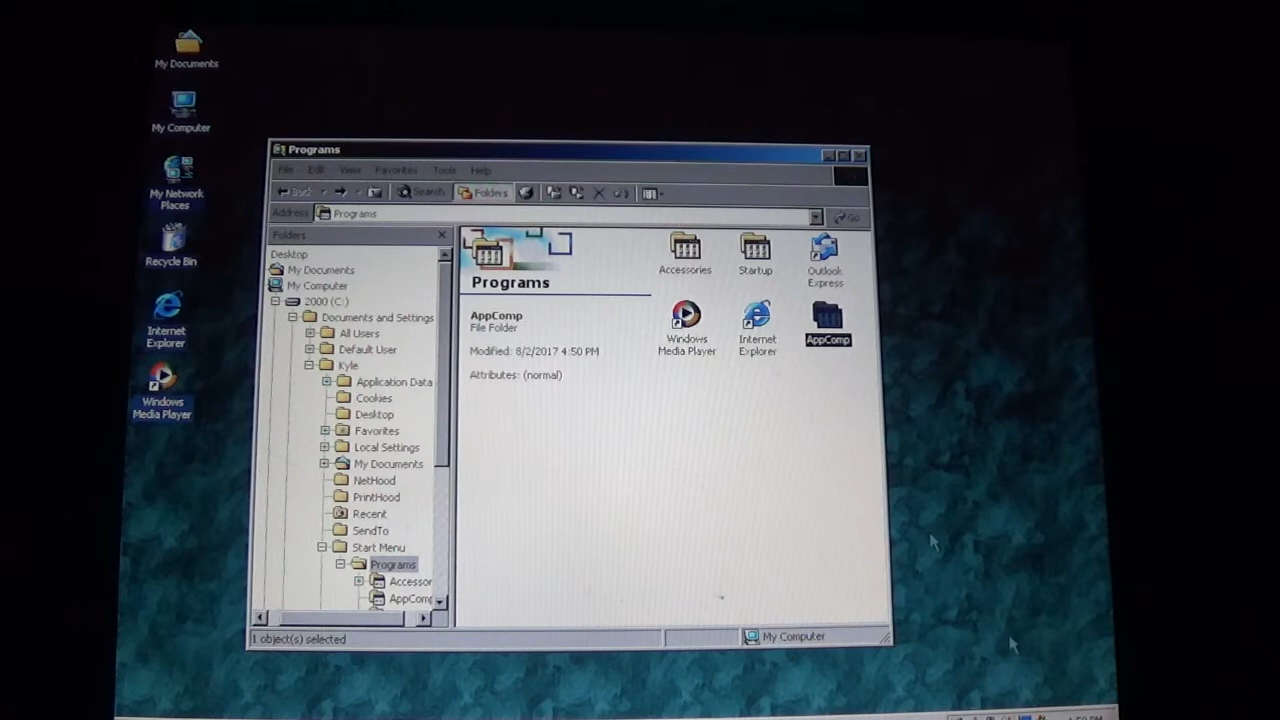 My Documents
My Computer
My Network
Places
Recycle Bin
Internet
Explorer
Windows
Media Player
Programs
File Edit View Favorites Tools Help
Back Search Folders
Address Programs Go
Folders
Desktop
My Documents
My Computer
2000 (C:)
Documents and Settings
All Users
Default User
Kyle
Application Data
Cookies
Desktop
Favorites
Local Settings
My Documents
NetHood
PrintHood
Recent
SendTo
Start Menu
Programs
Accessor
AppComp
Programs
AppComp
File Folder
Modified: 8/2/2017 4:50 PM
Attributes: (normal)
Accessories
Startup
Outlook
Express
Windows
Media Player
Internet
Explorer
AppComp
1 object(s) selected
My Computer